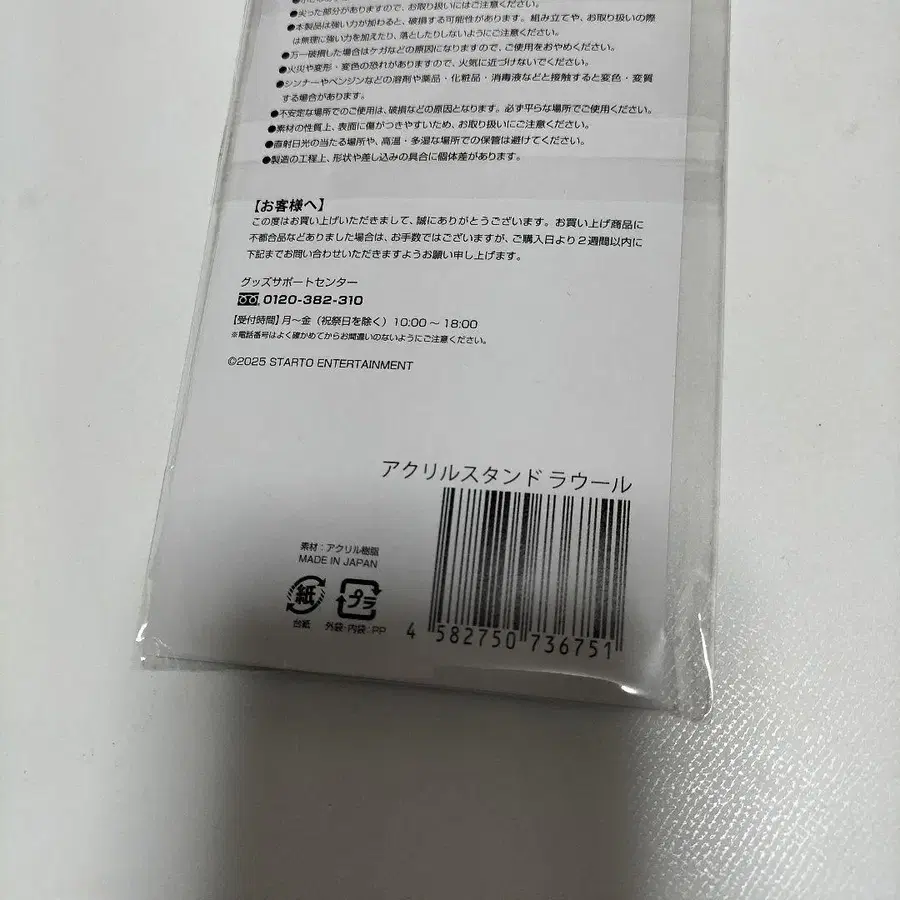 ●尖った部分がありますので、お取り扱いにはご注意ください。
●本製品は強い力が加わると、破損する可能性があります。組み立てや、お取り扱いの際
は無理に強い力を加えたり、落としたりしないようにご注意ください。
●万一破損した場合はケガなどの原因になりますので、ご使用をおやめください。
●火災や変形・変色の恐れがありますので、火気に近づけないでください。
●シンナーやベンジンなどの溶剤や薬品・化粧品・消毒液などと接触すると変色・変質
する場合があります。
●不安定な場所でのご使用は、破損などの原因となります。必ず平らな場所でご使用ください。
●素材の性質上、表面に傷がつきやすいため、お取り扱いにご注意ください。
●直射日光の当たる場所や、高温・多湿な場所での保管は避けてください。
●製造の工程上、形状や差し込みの具合に個体差があります。
【お客様へ】
この度はお買い上げいただきまして、誠にありがとうございます。お買い上げ商品に
不都合品などありました場合は、お手数ではございますが、ご購入日より2週間以内に
下記までお問い合わせいただきますようお願い申し上げます。
グッズサポートセンター
0120-382-310
【受付時間】月〜金（祝祭日を除く）10:00〜18:00
※電話番号はよく確かめてからお間違いのないようにご注意ください。
©2025 STARTO ENTERTAINMENT
アクリルスタンド ラウール
素材：アクリル樹脂
MADE IN JAPAN
紙 プラ
台紙 外袋・内袋：PP
4 582750 736751